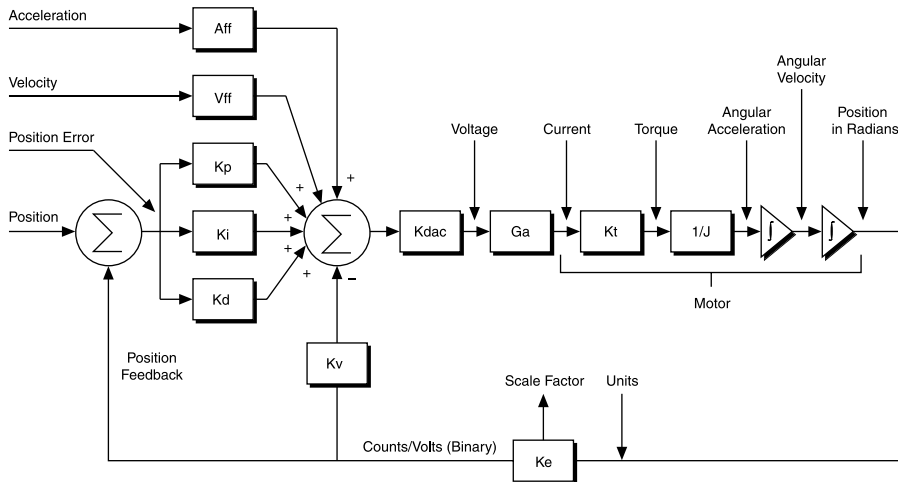 Acceleration
Aff
Velocity
Vff
Position Error
Kp
+
+
+
+
Position
∑
Ki
∑
Kd
−
Voltage
Current
Torque
Angular
Acceleration
Angular
Velocity
Position
in Radians
Kdac
Ga
Kt
1/J
∫
∫
Motor
Position
Feedback
Kv
Scale Factor
Units
Counts/Volts (Binary)
Ke